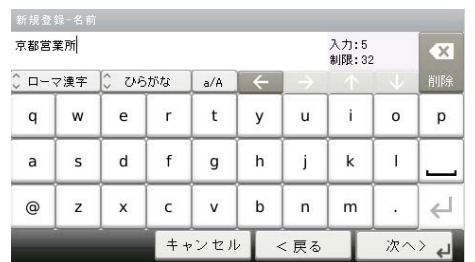 新規登録-名前
京都営業所
入力:5
制限:32
削除
ローマ漢字 ひらがな a/A ← → ↑ ↓
q w e r t y u i o p
a s d f g h j k l
@ z x c v b n m .
キャンセル <戻る 次へ>